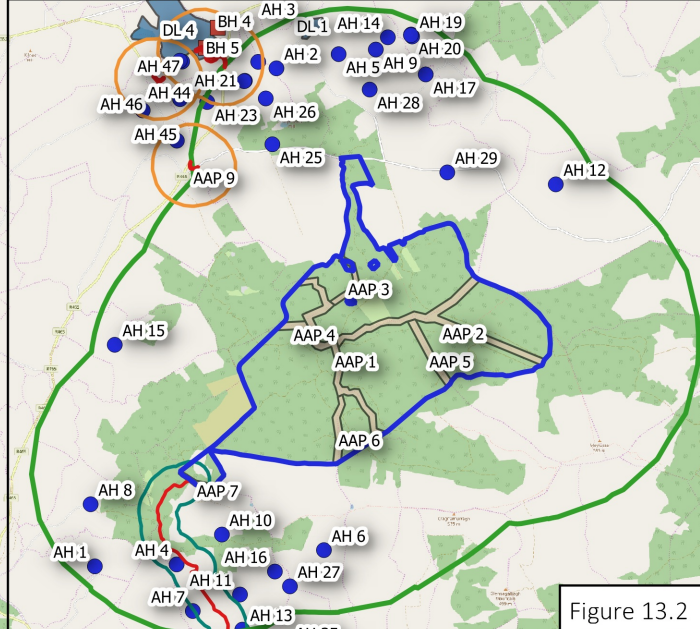 AH 3
BH 4
DL 1
AH 14
AH 19
DL 4
BH 5
AH 2
AH 20
AH 47
AH 5
AH 9
AH 21
AH 17
AH 44
AH 46
AH 23
AH 26
AH 28
AH 45
AH 25
AH 29
AH 12
AAP 9
AAP 3
AAP 4
AAP 2
AH 15
AAP 1
AAP 5
AAP 6
AH 8
AAP 7
AH 10
AH 6
AH 1
AH 4
AH 16
AH 11
AH 27
AH 7
AH 13
Figure 13.2